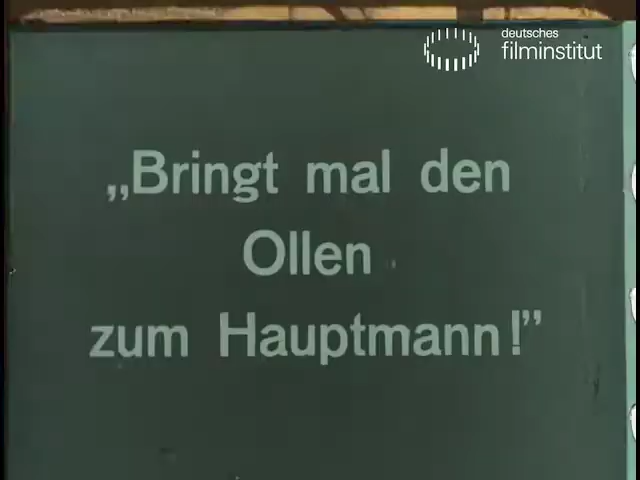 deutsches
filminstitut
„Bringt mal den
Ollen
zum Hauptmann!”